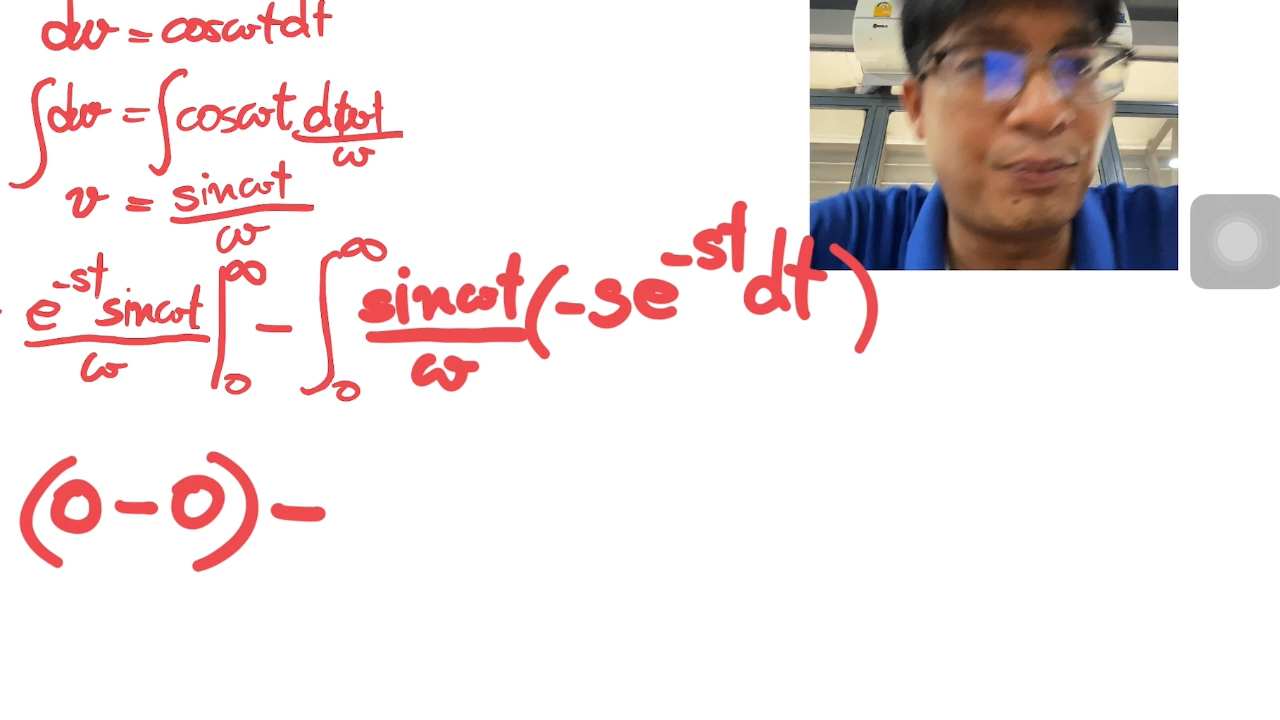 dv = cosωt dt
∫dv = ∫cosωt dωt/ω
v = sinωt/ω
e^-st sinωt/ω |₀^∞ - ∫₀^∞ sinωt/ω (-se^-st dt)
(0-0) -